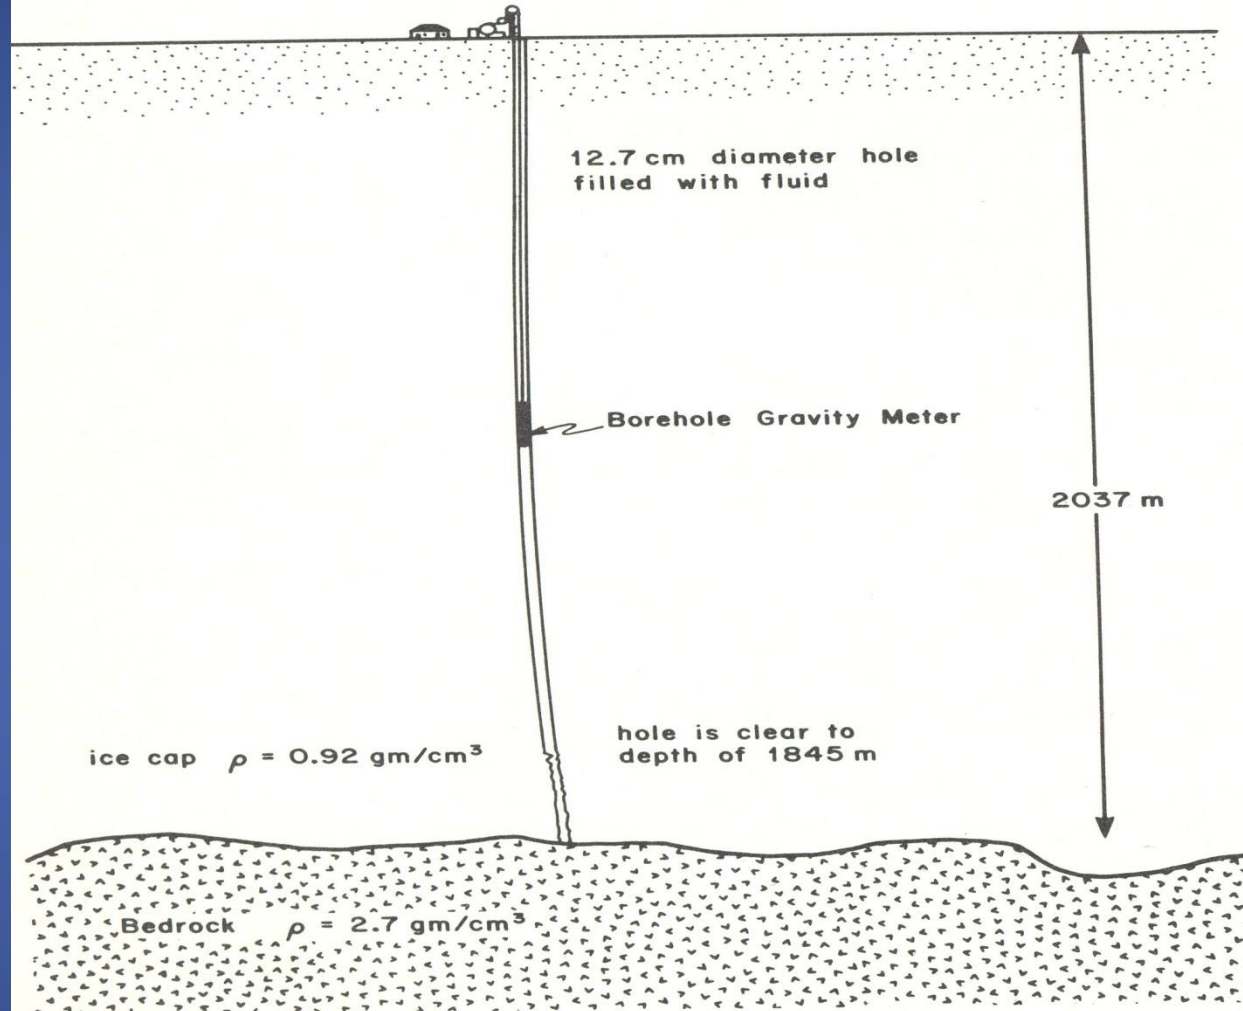 12.7 cm diameter hole
filled with fluid
Borehole Gravity Meter
2037 m
hole is clear to
depth of 1845 m
ice cap ρ = 0.92 gm/cm³
Bedrock ρ = 2.7 gm/cm³